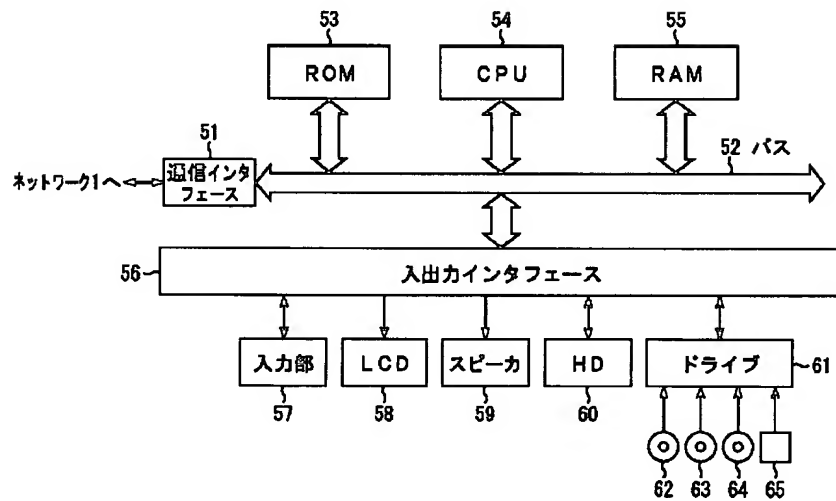 53
54
55
ROM
CPU
RAM
51
52 バス
通信インタ
フェース
ネットワーク1へ
56
入出力インタフェース
入力部
LCD
スピーカ
HD
ドライブ
61
57
58
59
60
62
63
64
65